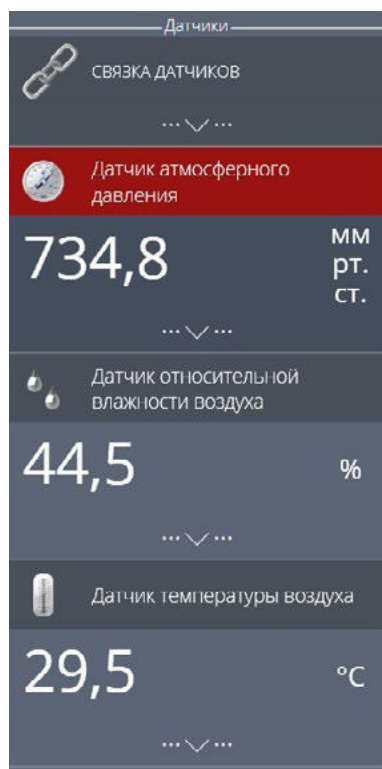 Датчики
СВЯЗКА ДАТЧИКОВ
Датчик атмосферного
давления
734,8
мм
рт.
ст.
Датчик относительной
влажности воздуха
44,5
%
Датчик температуры воздуха
29,5
°C